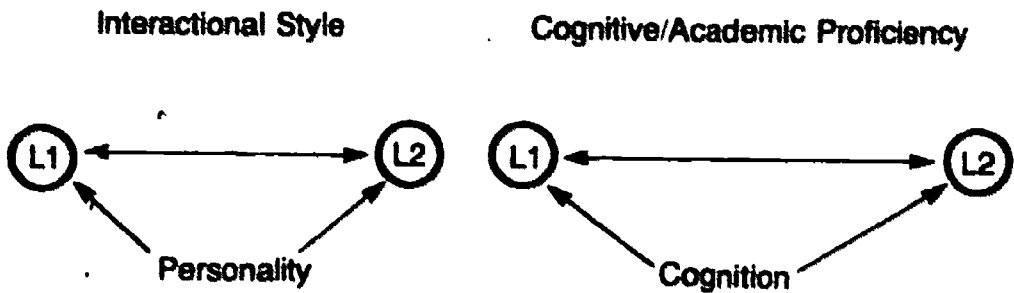 Interactional Style
Cognitive/Academic Proficiency
L1
L2
L1
L2
Personality
Cognition